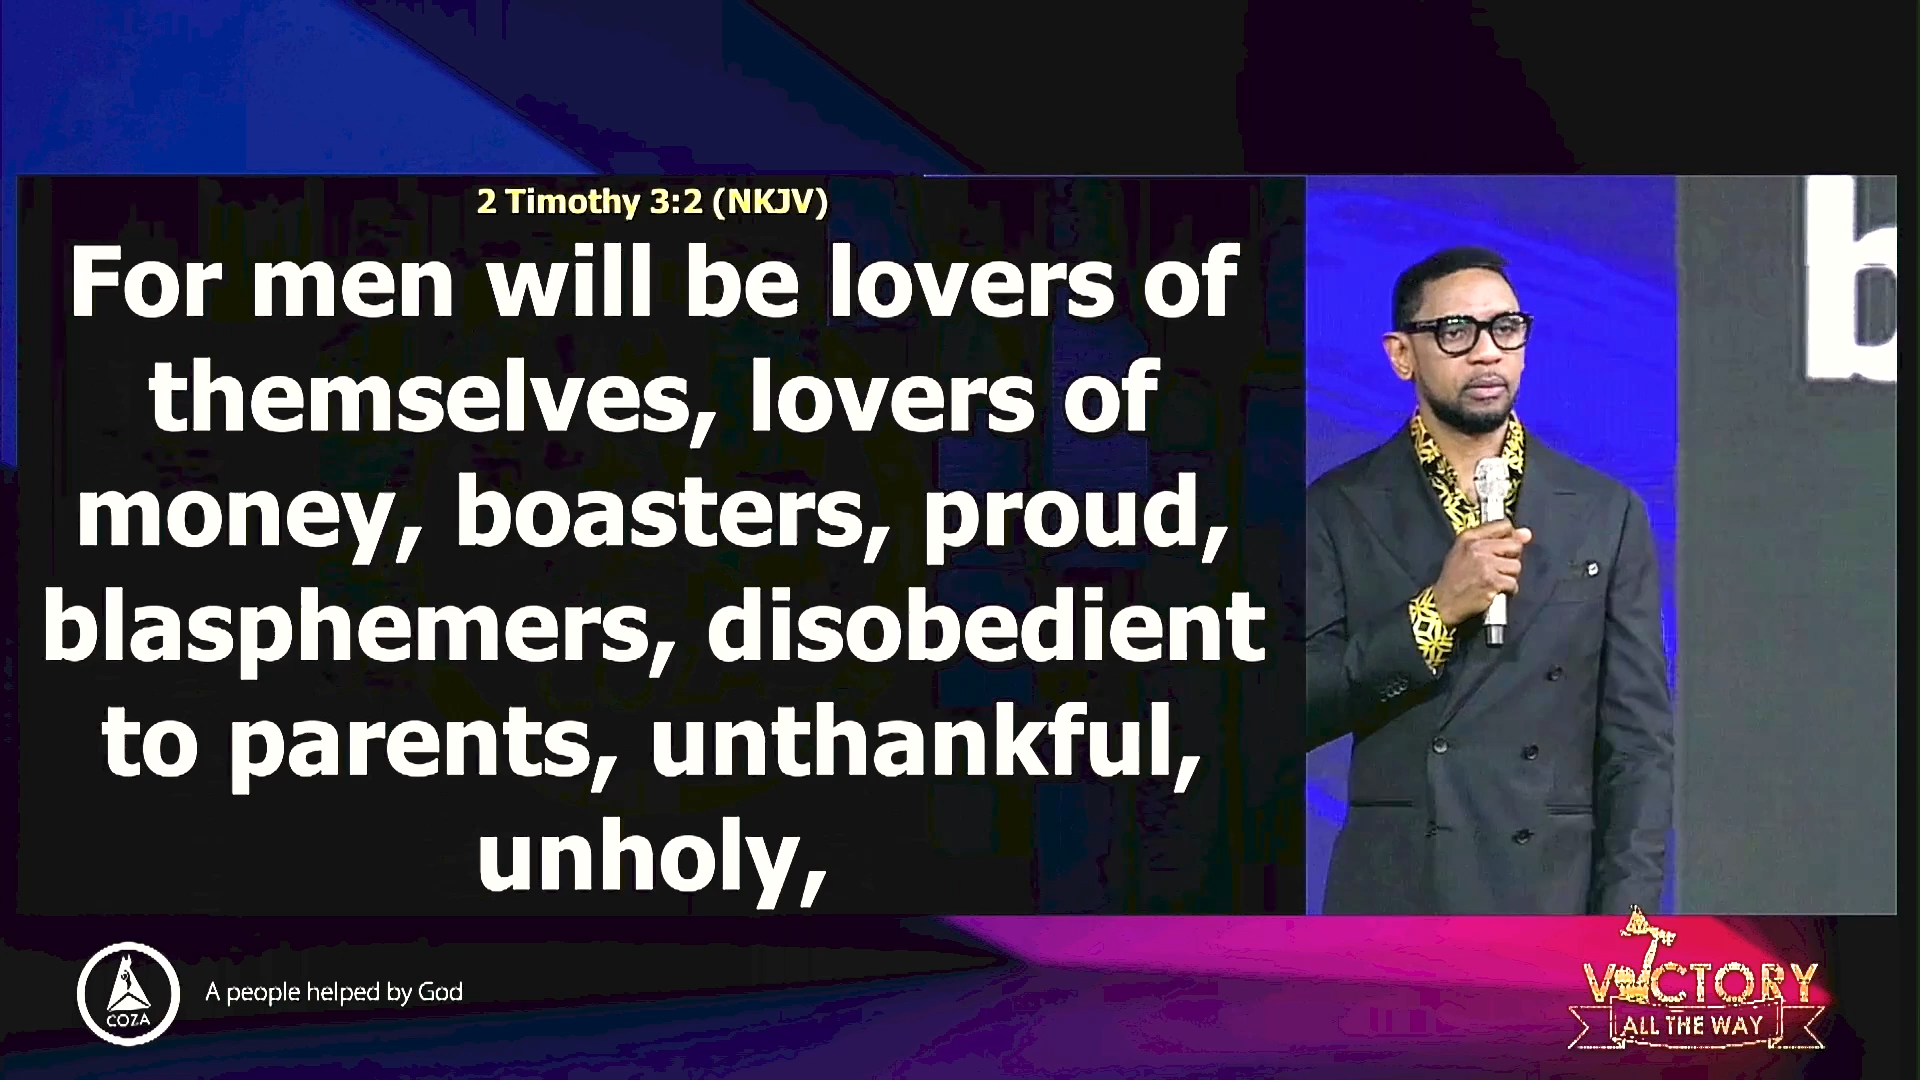 2 Timothy 3:2 (NKJV)
For men will be lovers of
themselves, lovers of
money, boasters, proud,
blasphemers, disobedient
to parents, unthankful,
unholy,
b
COZA
A people helped by God
VICTORY
ALL THE WAY